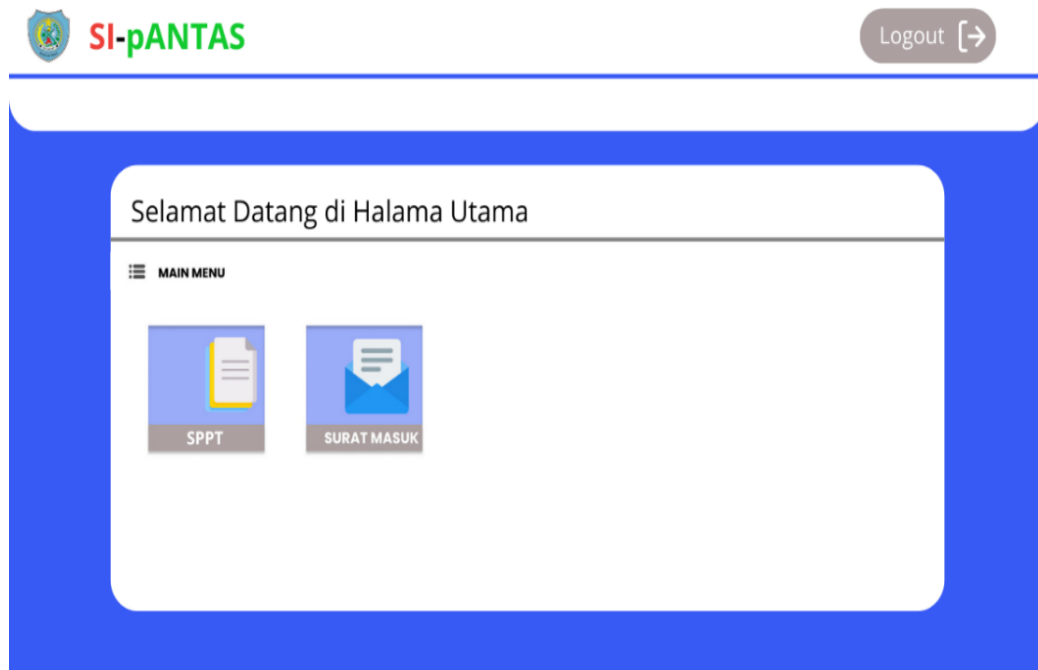 SI-pANTAS
Logout
Selamat Datang di Halama Utama
MAIN MENU
SPPT
SURAT MASUK